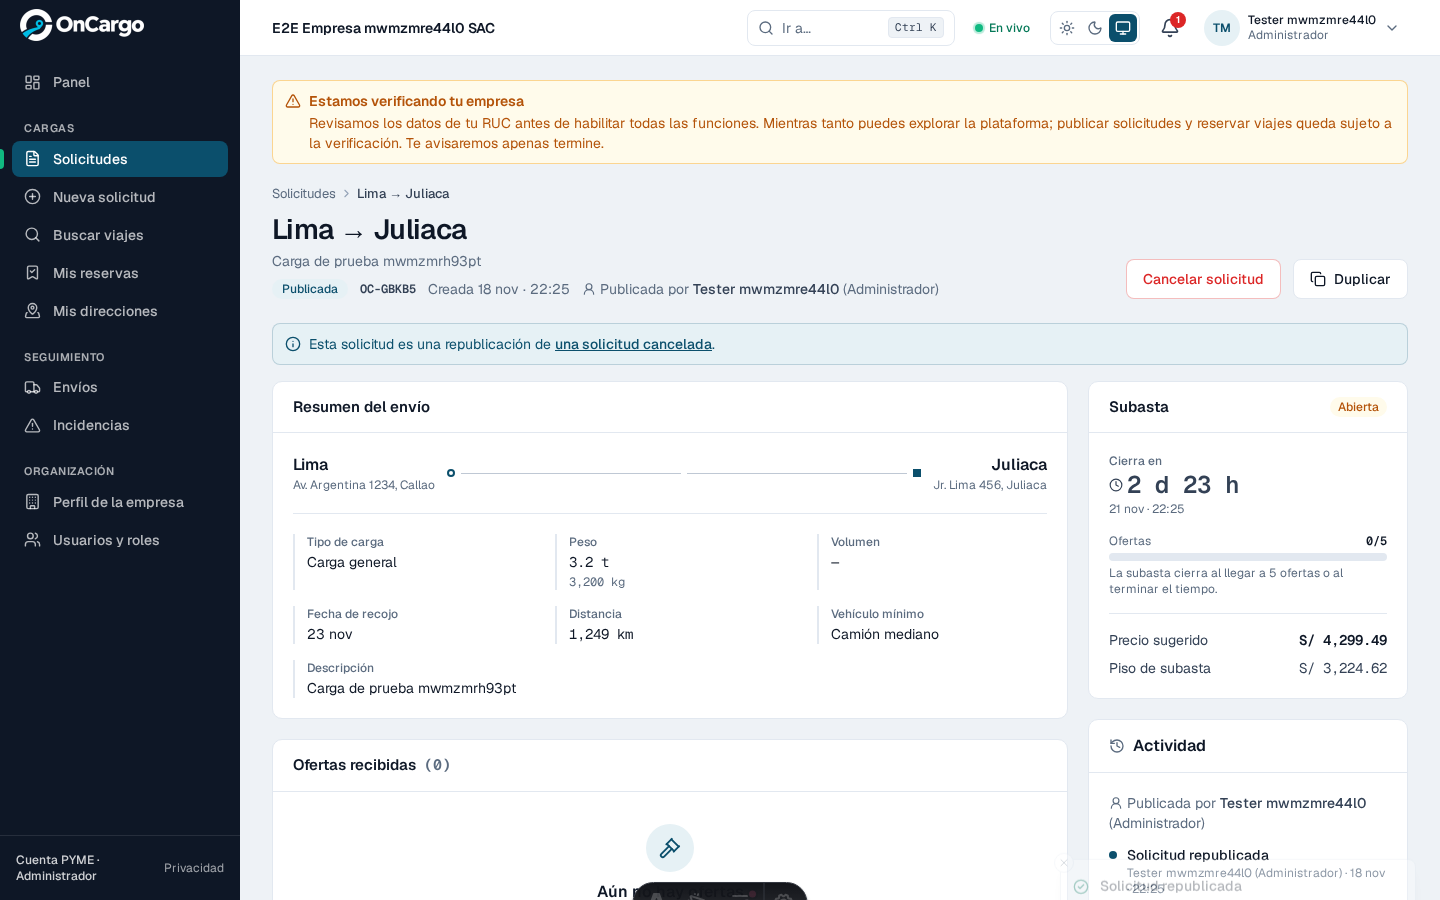 OnCargo
E2E Empresa mwmzmre44l0 SAC
Ir a...
Ctrl K
En vivo
1
TM
Tester mwmzmre44l0
Administrador
Panel
CARGAS
Solicitudes
Nueva solicitud
Buscar viajes
Mis reservas
Mis direcciones
SEGUIMIENTO
Envíos
Incidencias
ORGANIZACIÓN
Perfil de la empresa
Usuarios y roles
Cuenta PYME ·
Administrador
Privacidad
Estamos verificando tu empresa
Revisamos los datos de tu RUC antes de habilitar todas las funciones. Mientras tanto puedes explorar la plataforma; publicar solicitudes y reservar viajes queda sujeto a
la verificación. Te avisaremos apenas termine.
Solicitudes > Lima → Juliaca
Lima → Juliaca
Carga de prueba mwmzmrh93pt
Publicada OC-GBKB5 Creada 18 nov · 22:25 Publicada por Tester mwmzmre44l0 (Administrador)
Cancelar solicitud
Duplicar
Esta solicitud es una republicación de una solicitud cancelada.
Resumen del envío
Lima
Av. Argentina 1234, Callao
Juliaca
Jr. Lima 456, Juliaca
Tipo de carga
Carga general
Peso
3.2 t
3,200 kg
Volumen
—
Fecha de recojo
23 nov
Distancia
1,249 km
Vehículo mínimo
Camión mediano
Descripción
Carga de prueba mwmzmrh93pt
Ofertas recibidas (0)
Aún
Subasta
Abierta
Cierra en
2 d 23 h
21 nov · 22:25
Ofertas 0/5
La subasta cierra al llegar a 5 ofertas o al
terminar el tiempo.
Precio sugerido S/ 4,299.49
Piso de subasta S/ 3,224.62
Actividad
Publicada por Tester mwmzmre44l0
(Administrador)
Solicitud republicada
Tester mwmzmre44l0 (Administrador) · 18 nov
· 22:25
Solicitud republicada